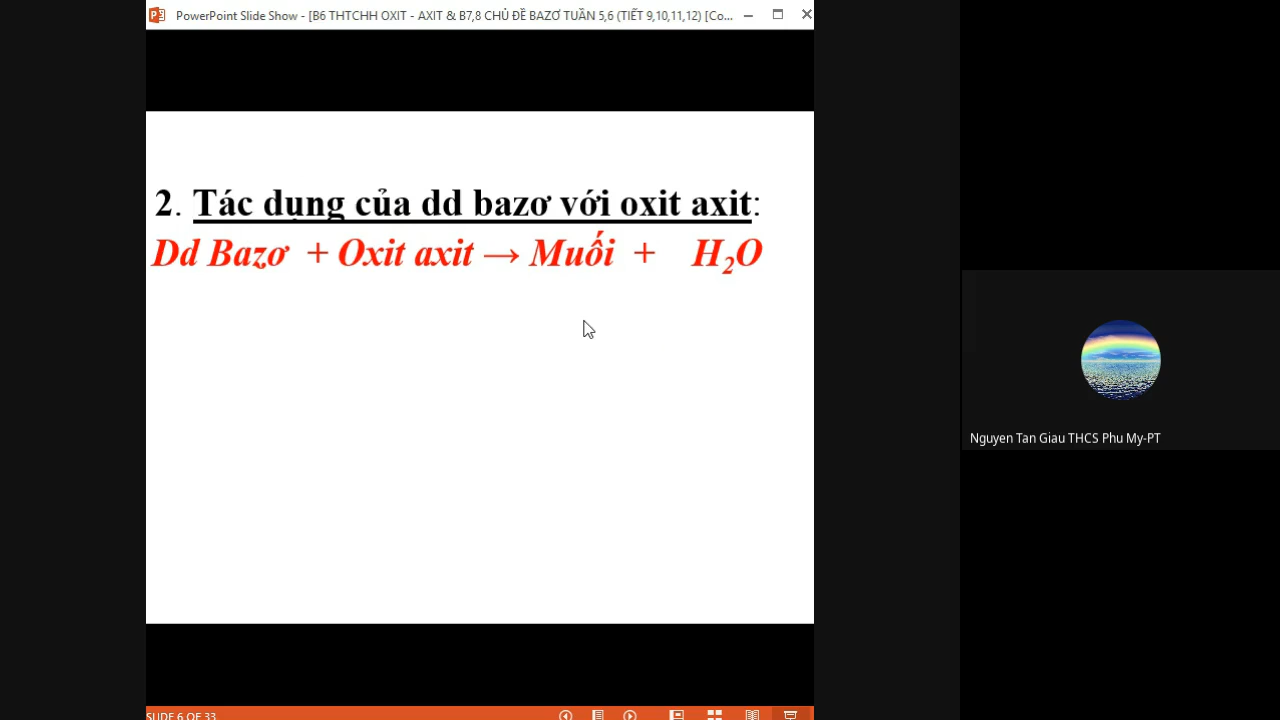 PowerPoint Slide Show - [B6 THTCHH OXIT - AXIT & B7,8 CHỦ ĐỀ BAZƠ TUẦN 5,6 (TIẾT 9,10,11,12) [Co...
2. Tác dụng của dd bazơ với oxit axit:
Dd Bazơ + Oxit axit → Muối + H₂O
Nguyen Tan Giau THCS Phu My-PT
SLIDE 6 OF 33